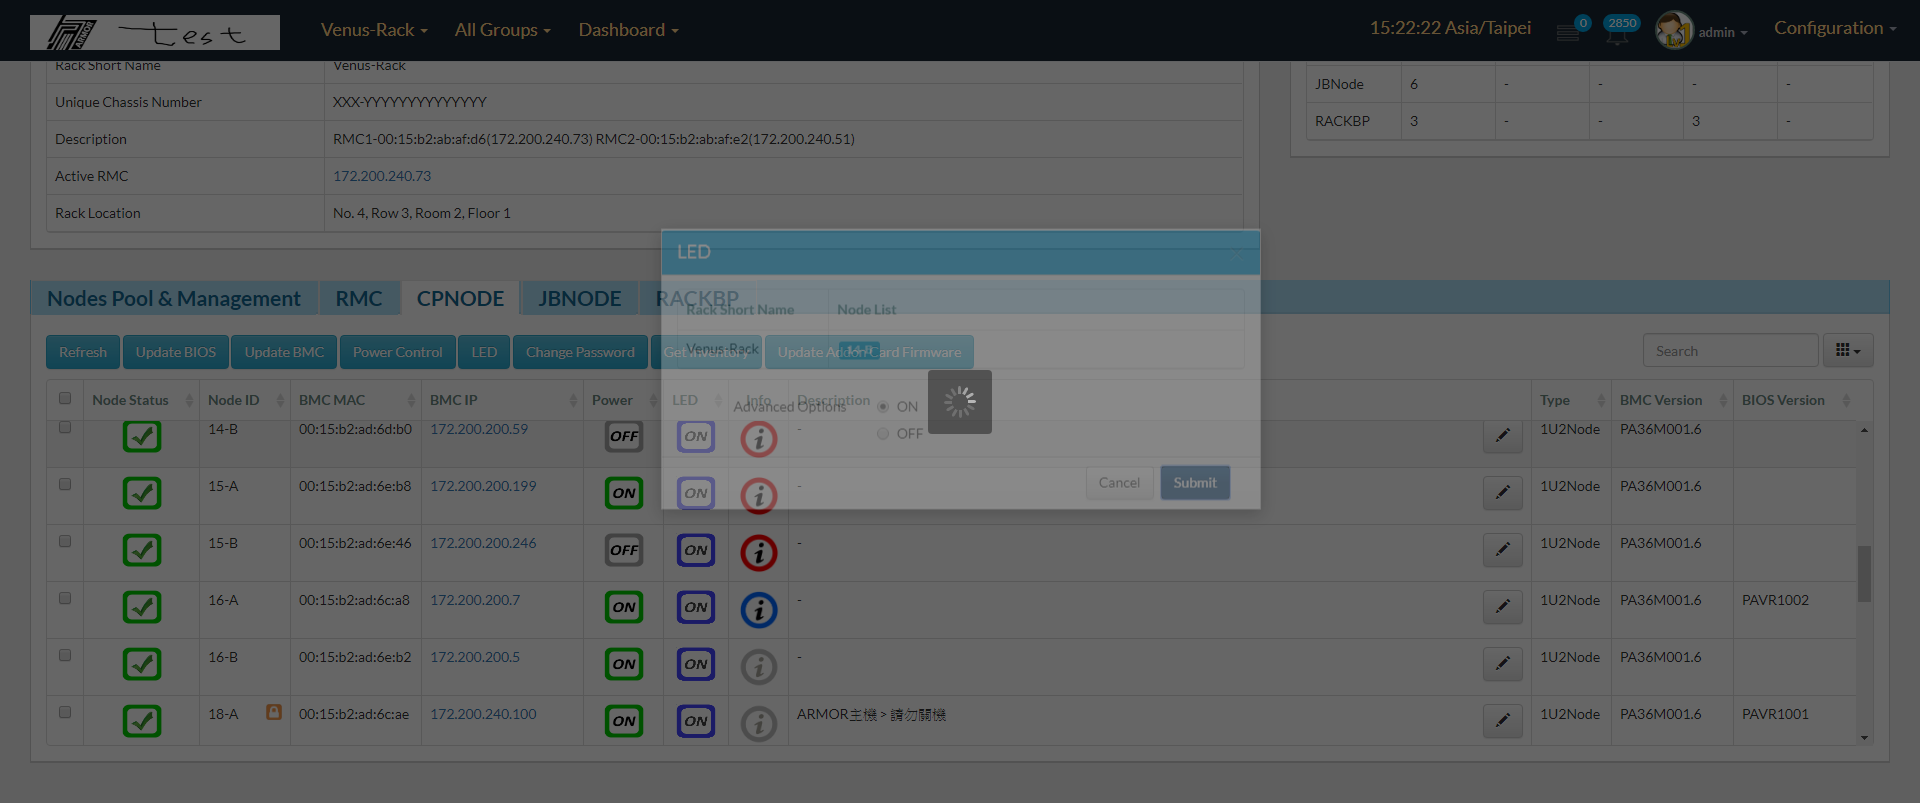 ARMOR test Venus-Rack All Groups Dashboard 15:22:22 Asia/Taipei 0 2850 admin Configuration
Rack Short Name Venus-Rack
Unique Chassis Number XXX-YYYYYYYYYYYYYY
Description RMC1-00:15:b2:ab:af:d6(172.200.240.73) RMC2-00:15:b2:ab:af:e2(172.200.240.51)
Active RMC 172.200.240.73
Rack Location No. 4, Row 3, Room 2, Floor 1
JBNode 6 - - - -
RACKBP 3 - - 3 -
LED
Nodes Pool & Management RMC CPNODE JBNODE RACKBP
Rack Short Name Node List
Venus-Rack 14-B
Refresh Update BIOS Update BMC Power Control LED Change Password Get Inventory Update Addon Card Firmware Search
Advanced Options ON
OFF
Cancel Submit
Node Status Node ID BMC MAC BMC IP Power LED Info Description Type BMC Version BIOS Version
14-B 00:15:b2:ad:6d:b0 172.200.200.59 OFF ON i - 1U2Node PA36M001.6
15-A 00:15:b2:ad:6e:b8 172.200.200.199 ON ON i - 1U2Node PA36M001.6
15-B 00:15:b2:ad:6e:46 172.200.200.246 OFF ON i - 1U2Node PA36M001.6
16-A 00:15:b2:ad:6c:a8 172.200.200.7 ON ON i - 1U2Node PA36M001.6 PAVR1002
16-B 00:15:b2:ad:6e:b2 172.200.200.5 ON ON i - 1U2Node PA36M001.6
18-A 00:15:b2:ad:6c:ae 172.200.240.100 ON ON i ARMOR主機 > 請勿關機 1U2Node PA36M001.6 PAVR1001